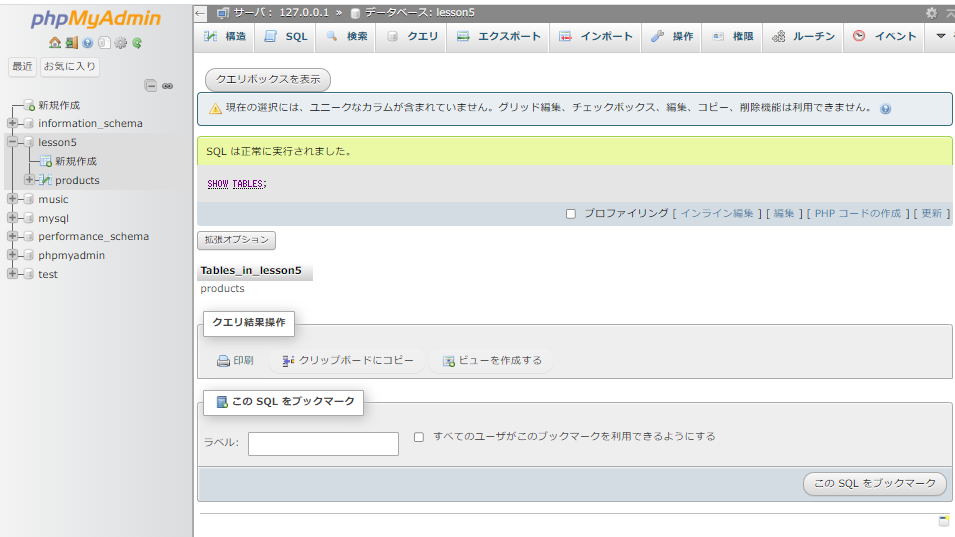 phpMyAdmin
最近 お気に入り
新規作成
information_schema
lesson5
新規作成
products
music
mysql
performance_schema
phpmyadmin
test
サーバ: 127.0.0.1 » データベース: lesson5
構造 SQL 検索 クエリ エクスポート インポート 操作 権限 ルーチン イベント
クエリボックスを表示
現在の選択には、ユニークなカラムが含まれていません。グリッド編集、チェックボックス、編集、コピー、削除機能は利用できません。
SQL は正常に実行されました。
SHOW TABLES;
プロファイリング [ インライン編集 ] [ 編集 ] [ PHP コードの作成 ] [ 更新 ]
拡張オプション
Tables_in_lesson5
products
クエリ結果操作
印刷 クリップボードにコピー ビューを作成する
この SQL をブックマーク
ラベル: すべてのユーザがこのブックマークを利用できるようにする
この SQL をブックマーク